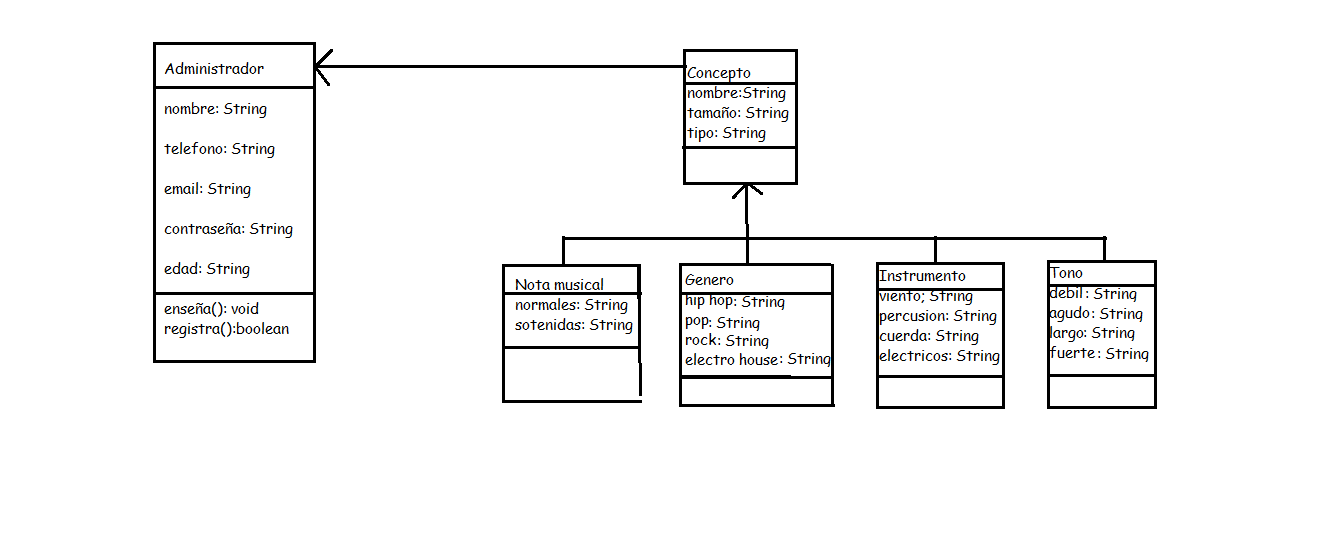 Administrador
nombre: String
telefono: String
email: String
contraseña: String
edad: String
enseña(): void
registra():boolean
Concepto
nombre:String
tamaño: String
tipo: String
Nota musical
normales: String
sotenidas: String
Genero
hip hop: String
pop: String
rock: String
electro house: String
Instrumento
viento; String
percusion: String
cuerda: String
electricos: String
Tono
debil: String
agudo: String
largo: String
fuerte: String